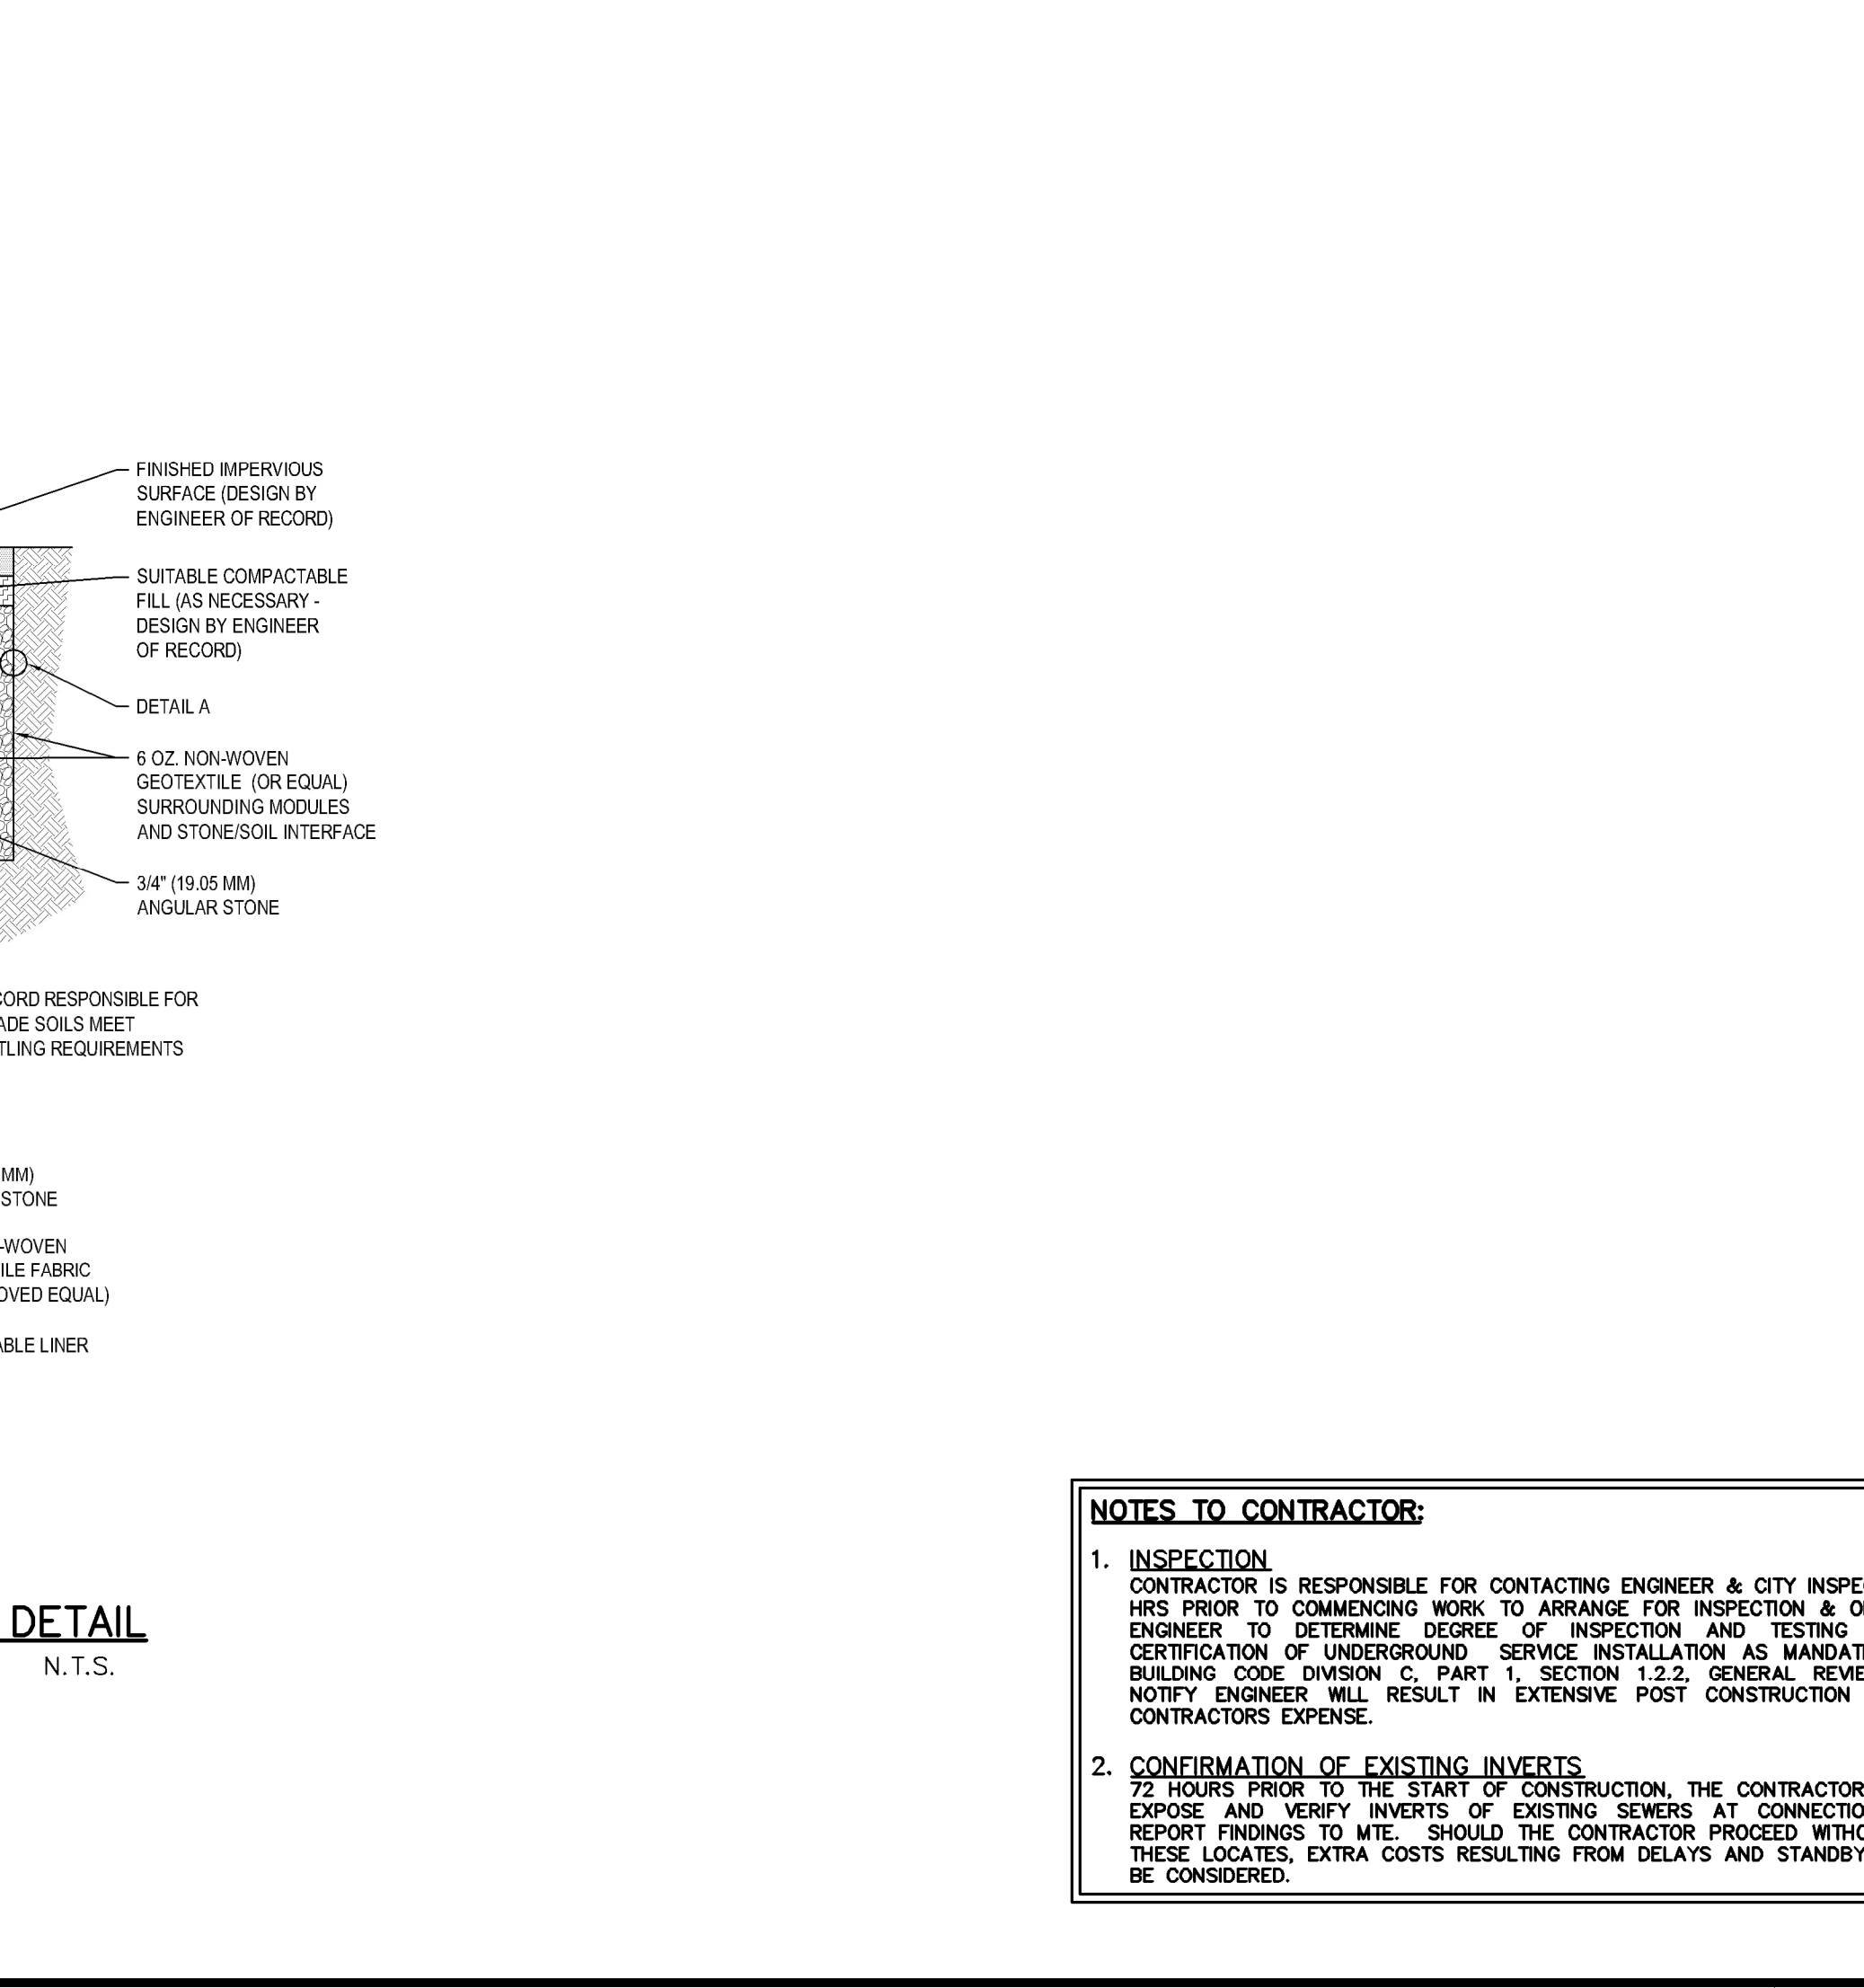 FINISHED IMPERVIOUS
SURFACE (DESIGN BY
ENGINEER OF RECORD)
SUITABLE COMPACTABLE
FILL (AS NECESSARY -
DESIGN BY ENGINEER
OF RECORD)
DETAIL A
6 OZ. NON-WOVEN
GEOTEXTILE (OR EQUAL)
SURROUNDING MODULES
AND STONE/SOIL INTERFACE
3/4" (19.05 MM)
ANGULAR STONE
CORD RESPONSIBLE FOR
ADE SOILS MEET
TLING REQUIREMENTS
MM)
STONE
-WOVEN
ILE FABRIC
OVED EQUAL)
ABLE LINER
DETAIL
N.T.S.
NOTES TO CONTRACTOR:
1. INSPECTION
CONTRACTOR IS RESPONSIBLE FOR CONTACTING ENGINEER & CITY INSPE
HRS PRIOR TO COMMENCING WORK TO ARRANGE FOR INSPECTION & O
ENGINEER TO DETERMINE DEGREE OF INSPECTION AND TESTING
CERTIFICATION OF UNDERGROUND SERVICE INSTALLATION AS MANDAT
BUILDING CODE DIVISION C, PART 1, SECTION 1.2.2, GENERAL REVIE
NOTIFY ENGINEER WILL RESULT IN EXTENSIVE POST CONSTRUCTION
CONTRACTORS EXPENSE.
2. CONFIRMATION OF EXISTING INVERTS
72 HOURS PRIOR TO THE START OF CONSTRUCTION, THE CONTRACTOR
EXPOSE AND VERIFY INVERTS OF EXISTING SEWERS AT CONNECTIO
REPORT FINDINGS TO MTE. SHOULD THE CONTRACTOR PROCEED WITHO
THESE LOCATES, EXTRA COSTS RESULTING FROM DELAYS AND STANDBY
BE CONSIDERED.